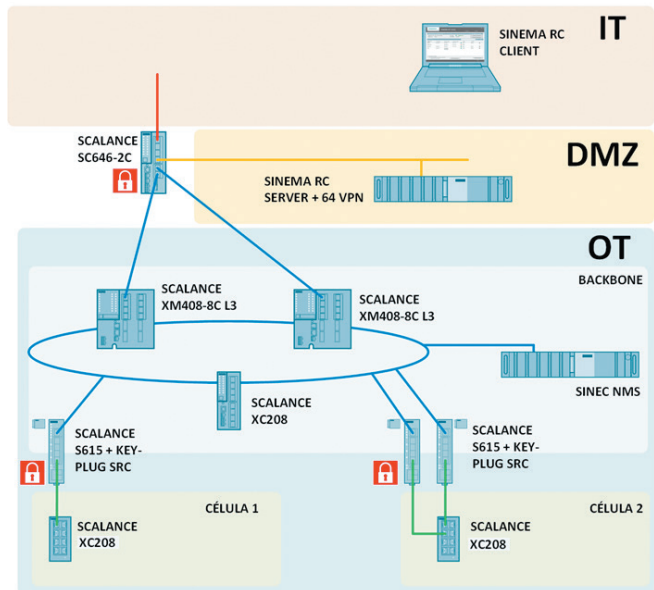 IT
SINEMA RC
CLIENT
SCALANCE
SC646-2C
DMZ
SINEMA RC
SERVER + 64 VPN
OT
BACKBONE
SCALANCE
XM408-8C L3
SCALANCE
XM408-8C L3
SINEC NMS
SCALANCE
XC208
SCALANCE
S615 + KEY-
PLUG SRC
SCALANCE
S615 + KEY-
PLUG SRC
CÉLULA 1
SCALANCE
XC208
CÉLULA 2
SCALANCE
XC208